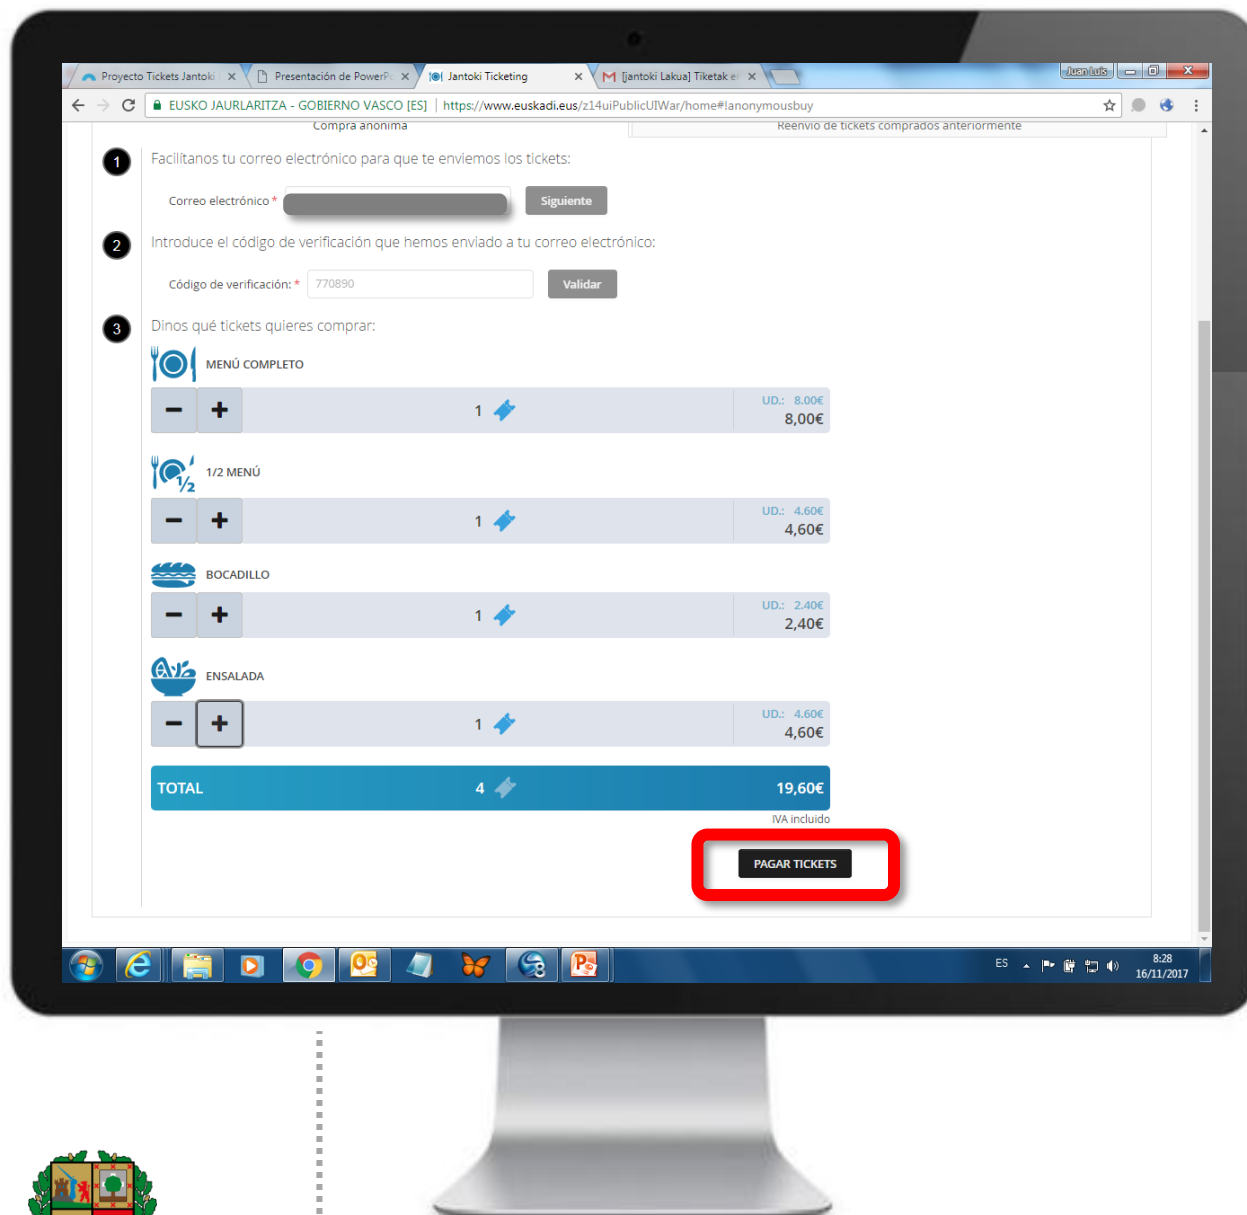 Proyecto Tickets Jantoki
Presentación de PowerPo
Jantoki Ticketing
[jantoki Lakua] Tiketak e
Juan Luis
EUSKO JAURLARITZA - GOBIERNO VASCO [ES] | https://www.euskadi.eus/z14uiPublicUIWar/home#!anonymousbuy
Compra anónima
Reenvío de tickets comprados anteriormente
1 Facilítanos tu correo electrónico para que te enviemos los tickets:
Correo electrónico * Siguiente
2 Introduce el código de verificación que hemos enviado a tu correo electrónico:
Código de verificación: * 770890 Validar
3 Dinos qué tickets quieres comprar:
MENÚ COMPLETO
UD.: 8.00€
− + 1 8,00€
1/2 1/2 MENÚ
UD.: 4.60€
− + 1 4,60€
BOCADILLO
UD.: 2.40€
− + 1 2,40€
ENSALADA
UD.: 4.60€
− + 1 4,60€
TOTAL 4 19,60€
IVA incluido
PAGAR TICKETS
ES
8:28
16/11/2017